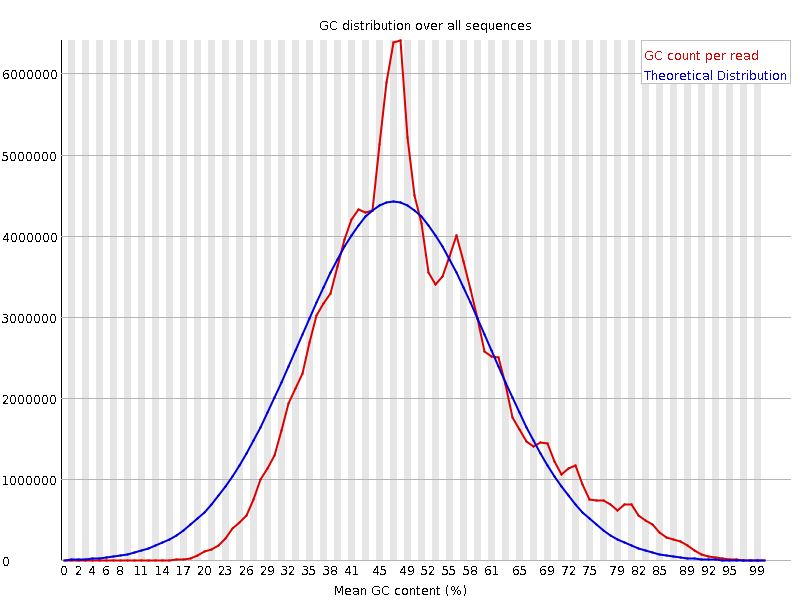 GC distribution over all sequences
GC count per read
Theoretical Distribution
6000000
5000000
4000000
3000000
2000000
1000000
0
0 2 4 6 8 11 14 17 20 23 26 29 32 35 38 41 45 49 52 55 58 61 65 69 72 75 79 82 85 89 92 95 99
Mean GC content (%)